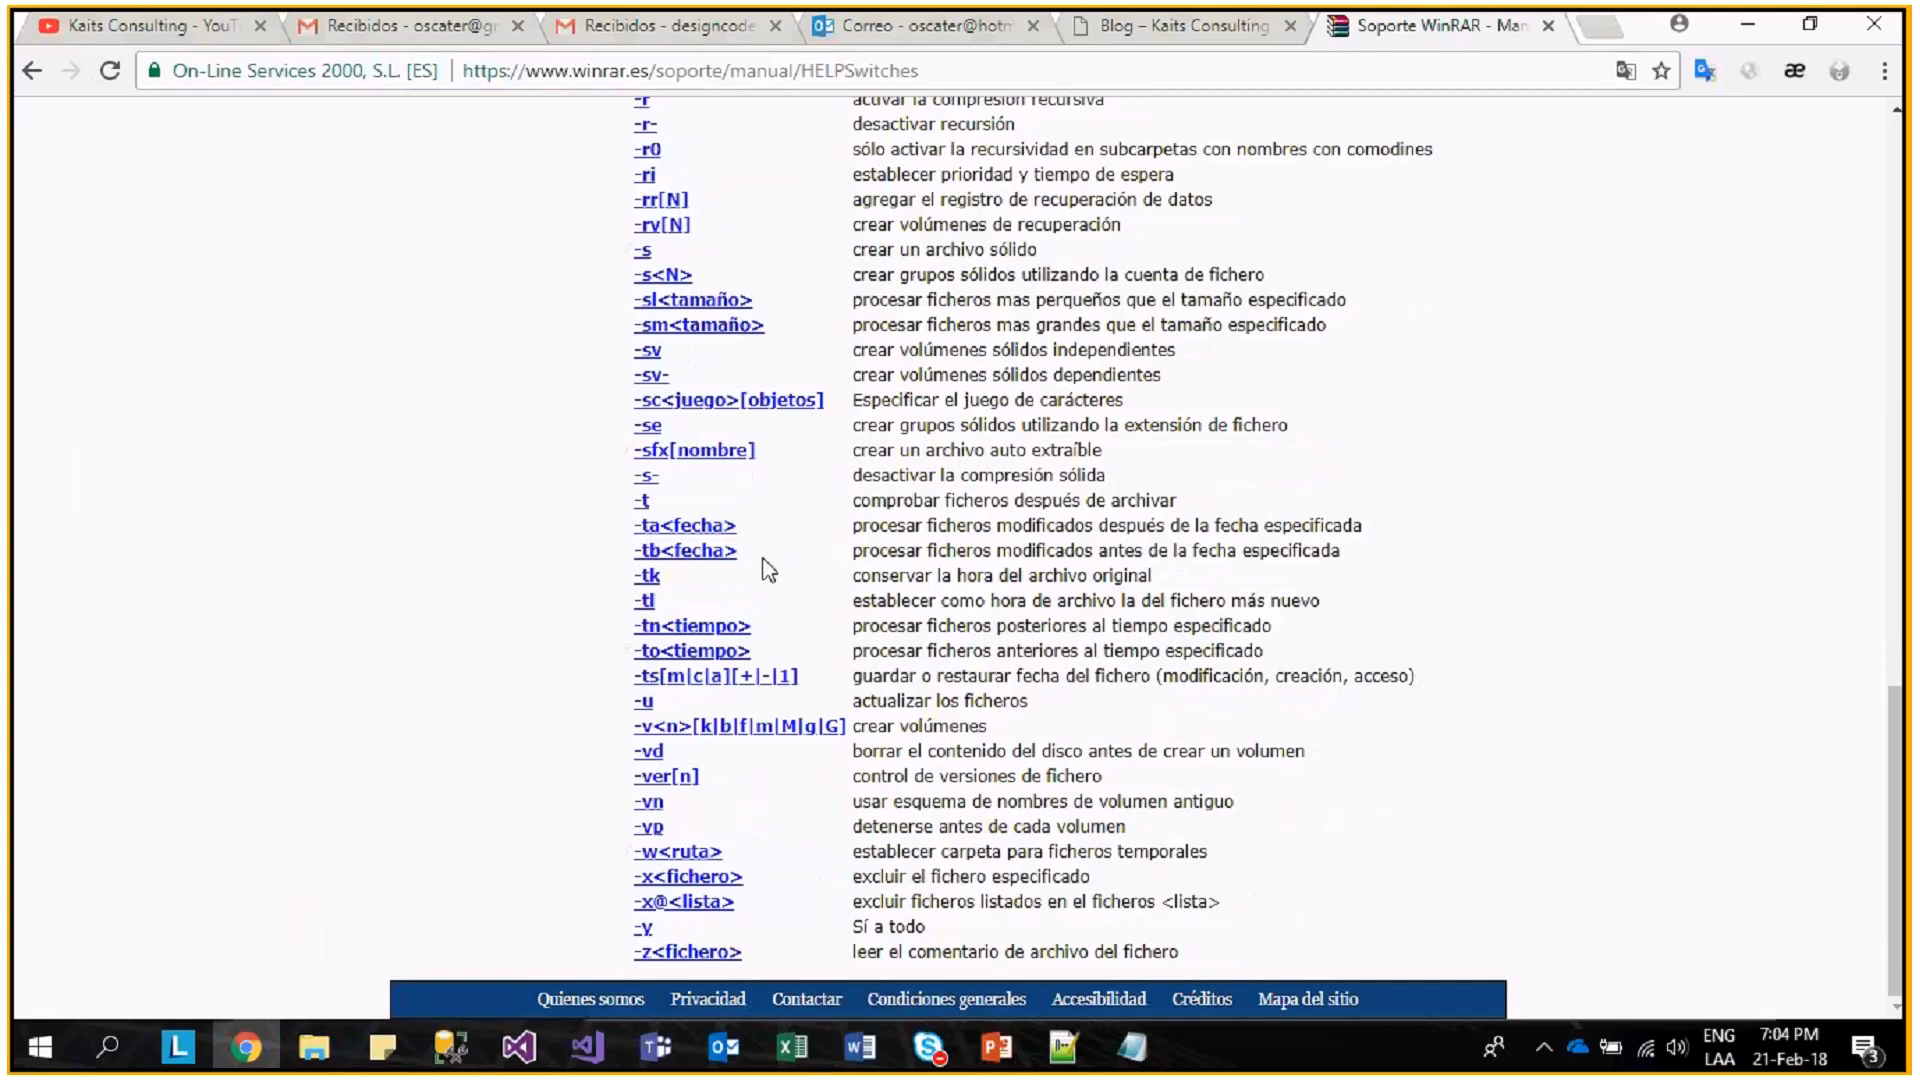 Kaits Consulting - YouT
Recibidos - oscater@g
Recibidos - designcode
Correo - oscater@hotm
Blog – Kaits Consulting
Soporte WinRAR - Man
On-Line Services 2000, S.L. [ES]
https://www.winrar.es/soporte/manual/HELPSwitches
-r activar la compresión recursiva
-r- desactivar recursión
-r0 sólo activar la recursividad en subcarpetas con nombres con comodines
-ri establecer prioridad y tiempo de espera
-rr[N] agregar el registro de recuperación de datos
-rv[N] crear volúmenes de recuperación
-s crear un archivo sólido
-s<N> crear grupos sólidos utilizando la cuenta de fichero
-sl<tamaño> procesar ficheros mas perqueños que el tamaño especificado
-sm<tamaño> procesar ficheros mas grandes que el tamaño especificado
-sv crear volúmenes sólidos independientes
-sv- crear volúmenes sólidos dependientes
-sc<juego>[objetos] Especificar el juego de carácteres
-se crear grupos sólidos utilizando la extensión de fichero
-sfx[nombre] crear un archivo auto extraíble
-s- desactivar la compresión sólida
-t comprobar ficheros después de archivar
-ta<fecha> procesar ficheros modificados después de la fecha especificada
-tb<fecha> procesar ficheros modificados antes de la fecha especificada
-tk conservar la hora del archivo original
-tl establecer como hora de archivo la del fichero más nuevo
-tn<tiempo> procesar ficheros posteriores al tiempo especificado
-to<tiempo> procesar ficheros anteriores al tiempo especificado
-ts[m|c|a][+|-|1] guardar o restaurar fecha del fichero (modificación, creación, acceso)
-u actualizar los ficheros
-v<n>[k|b|f|m|M|g|G] crear volúmenes
-vd borrar el contenido del disco antes de crear un volumen
-ver[n] control de versiones de fichero
-vn usar esquema de nombres de volumen antiguo
-vp detenerse antes de cada volumen
-w<ruta> establecer carpeta para ficheros temporales
-x<fichero> excluir el fichero especificado
-x@<lista> excluir ficheros listados en el ficheros <lista>
-y Sí a todo
-z<fichero> leer el comentario de archivo del fichero
Quienes somos Privacidad Contactar Condiciones generales Accesibilidad Créditos Mapa del sitio
ENG 7:04 PM
LAA 21-Feb-18
3